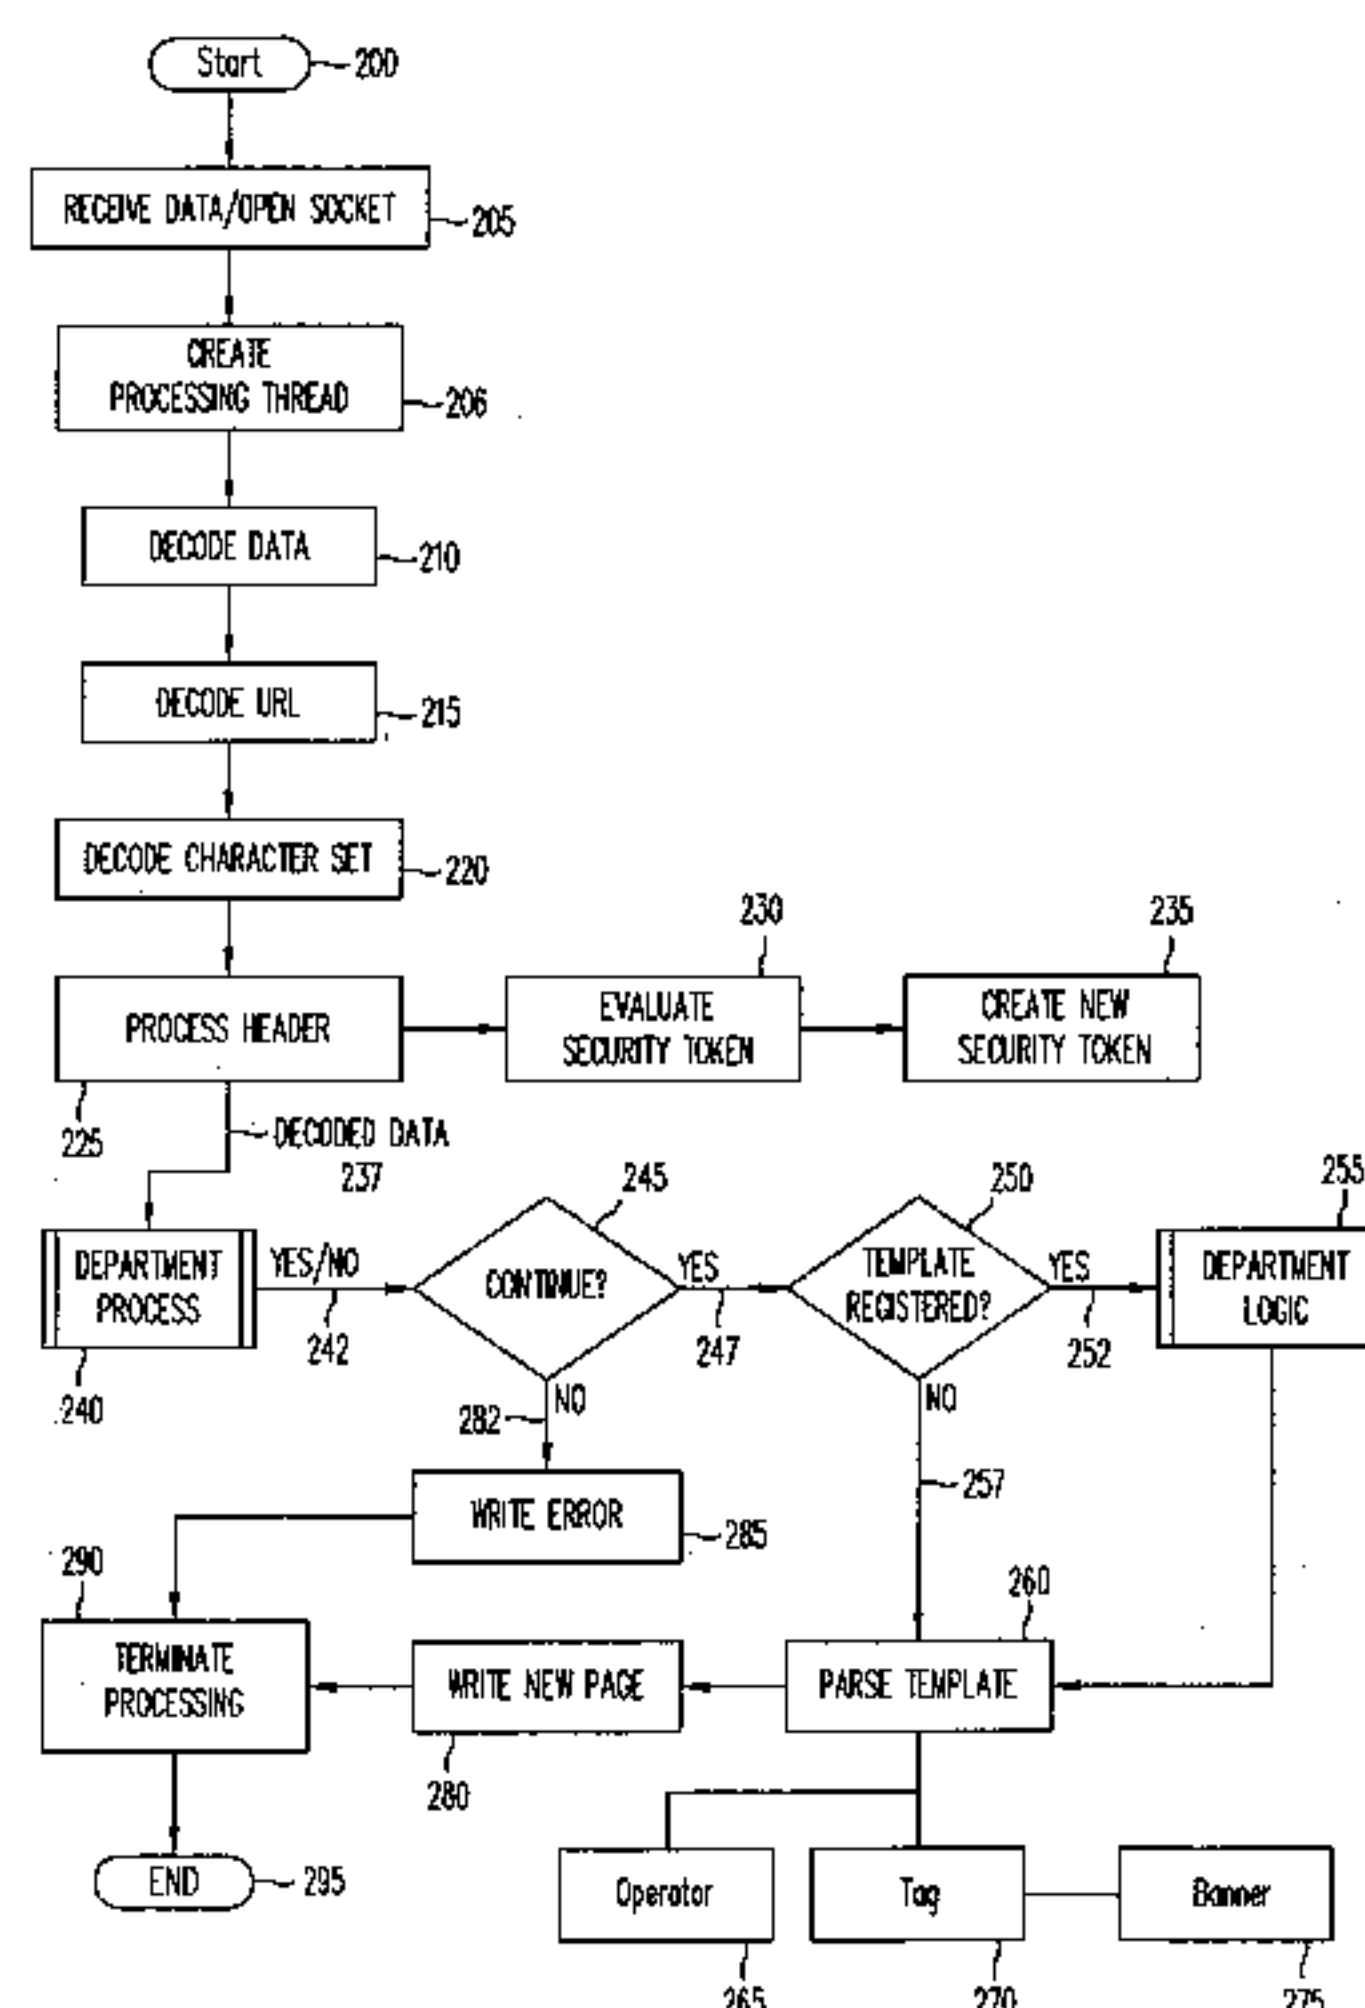 Start
200
RECEIVE DATA/OPEN SOCKET
205
CREATE
PROCESSING THREAD
206
DECODE DATA
210
DECODE URL
215
DECODE CHARACTER SET
220
230
235
PROCESS HEADER
EVALUATE
SECURITY TOKEN
CREATE NEW
SECURITY TOKEN
225
DECODED DATA
237
245
250
255
DEPARTMENT
PROCESS
YES/NO
242
CONTINUE?
YES
247
TEMPLATE
REGISTERED?
YES
252
DEPARTMENT
LOGIC
240
NO
282
NO
257
WRITE ERROR
285
290
260
TERMINATE
PROCESSING
WRITE NEW PAGE
PARSE TEMPLATE
280
END
295
Operator
Tag
Banner
265
270
275